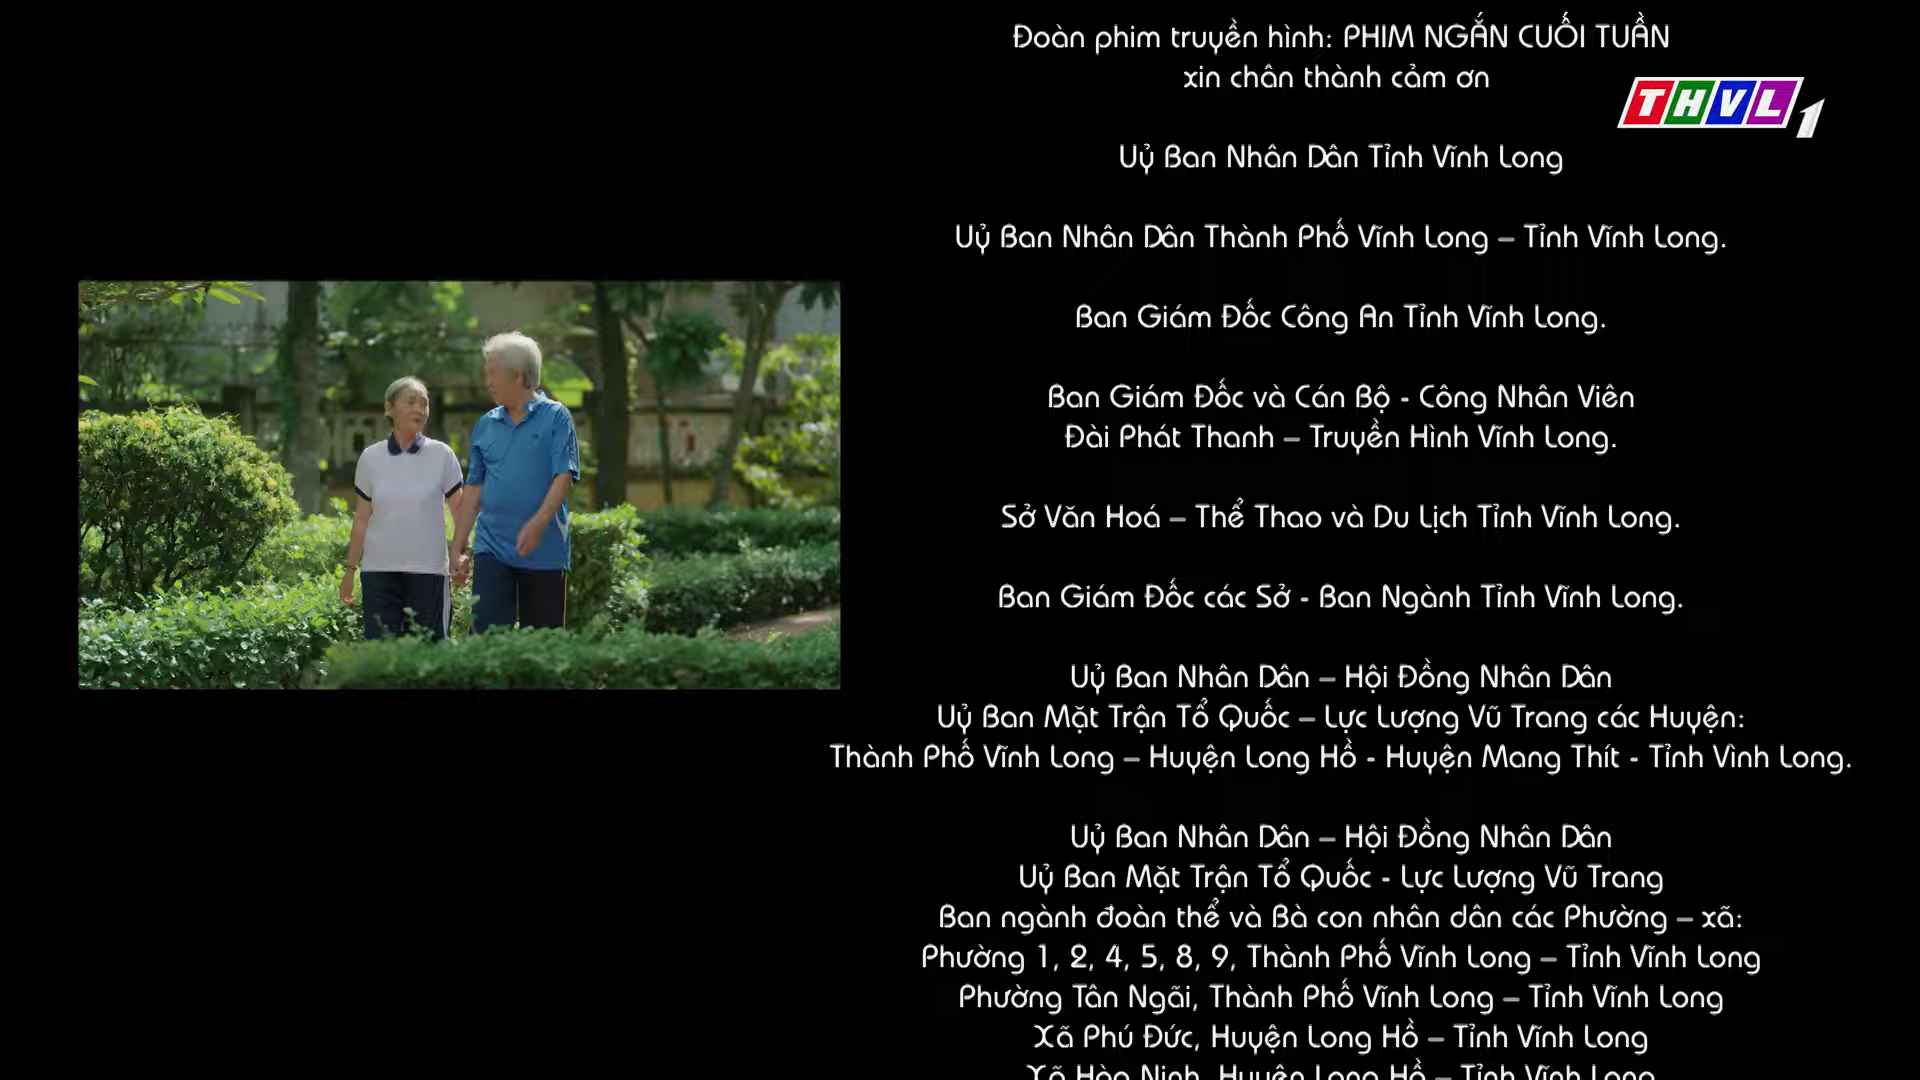 Đoàn phim truyền hình: PHIM NGẮN CUỐI TUẦN
xin chân thành cảm ơn
THVL1
Uỷ Ban Nhân Dân Tỉnh Vĩnh Long
Uỷ Ban Nhân Dân Thành Phố Vĩnh Long – Tỉnh Vĩnh Long.
Ban Giám Đốc Công An Tỉnh Vĩnh Long.
Ban Giám Đốc và Cán Bộ - Công Nhân Viên
Đài Phát Thanh – Truyền Hình Vĩnh Long.
Sở Văn Hoá – Thể Thao và Du Lịch Tỉnh Vĩnh Long.
Ban Giám Đốc các Sở - Ban Ngành Tỉnh Vĩnh Long.
Uỷ Ban Nhân Dân – Hội Đồng Nhân Dân
Uỷ Ban Mặt Trận Tổ Quốc – Lực Lượng Vũ Trang các Huyện:
Thành Phố Vĩnh Long – Huyện Long Hồ - Huyện Mang Thít - Tỉnh Vình Long.
Uỷ Ban Nhân Dân – Hội Đồng Nhân Dân
Uỷ Ban Mặt Trận Tổ Quốc - Lực Lượng Vũ Trang
Ban ngành đoàn thể và Bà con nhân dân các Phường – xã:
Phường 1, 2, 4, 5, 8, 9, Thành Phố Vĩnh Long – Tỉnh Vĩnh Long
Phường Tân Ngãi, Thành Phố Vĩnh Long – Tỉnh Vĩnh Long
Xã Phú Đức, Huyện Long Hồ – Tỉnh Vĩnh Long
Xã Hòa Ninh, Huyện Long Hồ – Tỉnh Vĩnh Long